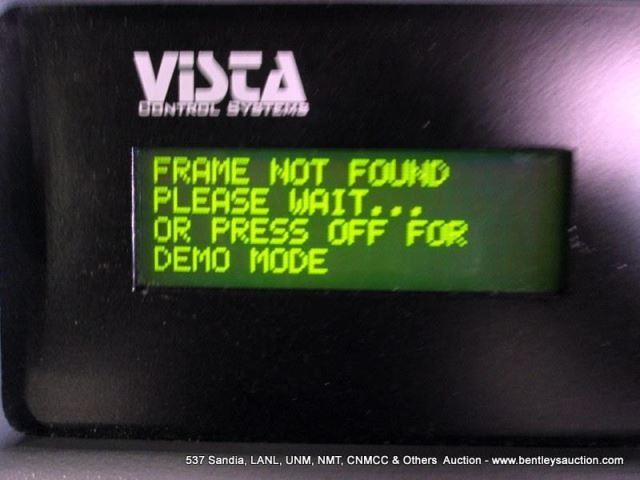 ViSTA
CONTROL SYSTEMS
FRAME NOT FOUND
PLEASE WAIT...
OR PRESS OFF FOR
DEMO MODE
537 Sandia, LANL, UNM, NMT, CNMCC & Others Auction - www.bentleysauction.com